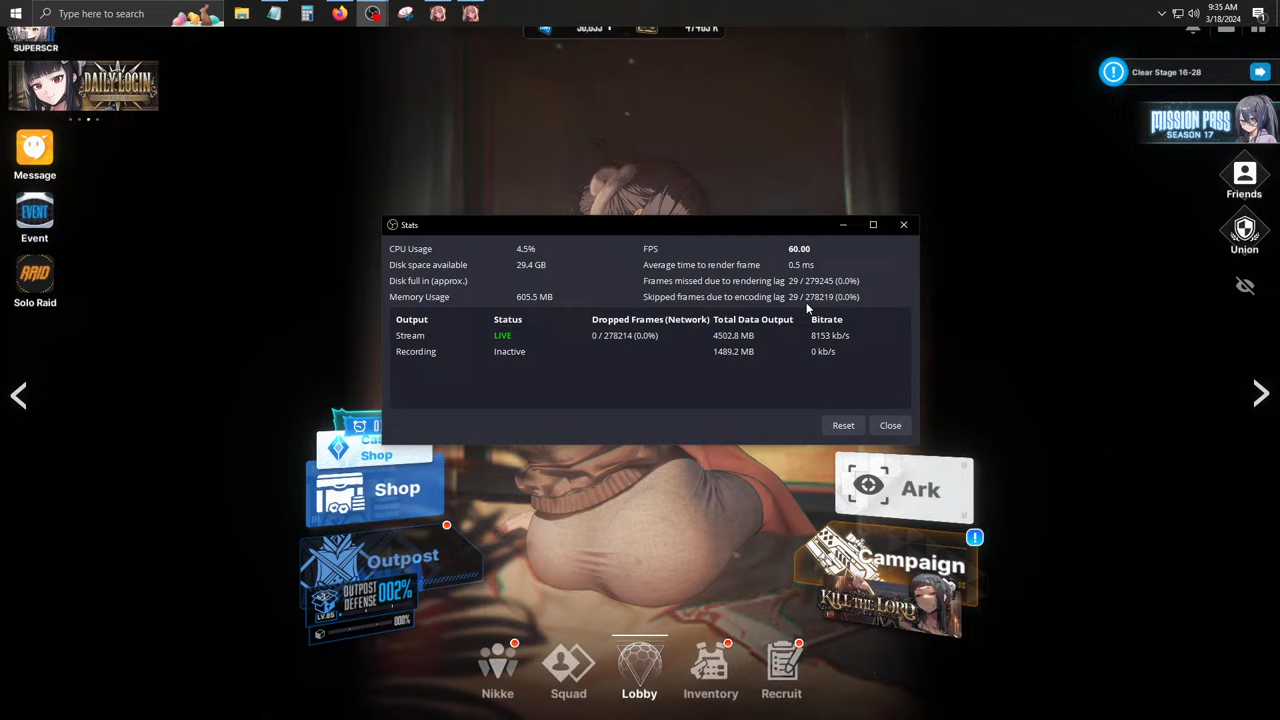 Type here to search
9:35 AM
3/18/2024
SUPERSCR
DAILY LOGIN
Clear Stage 16-28
MISSION PASS
SEASON 17
Message
Event
EVENT
RAID
Solo Raid
Friends
Union
Stats
CPU Usage 4.5% FPS 60.00
Disk space available 29.4 GB Average time to render frame 0.5 ms
Disk full in (approx.) Frames missed due to rendering lag 29 / 279245 (0.0%)
Memory Usage 605.5 MB Skipped frames due to encoding lag 29 / 278219 (0.0%)
Output Status Dropped Frames (Network) Total Data Output Bitrate
Stream LIVE 0 / 278214 (0.0%) 4502.8 MB 8153 kb/s
Recording Inactive 1489.2 MB 0 kb/s
Reset Close
Shop
Shop
Ark
Outpost
OUTPOST
DEFENSE 002%
LV.85
000%
Campaign
KILL THE LORD
Nikke Squad Lobby Inventory Recruit